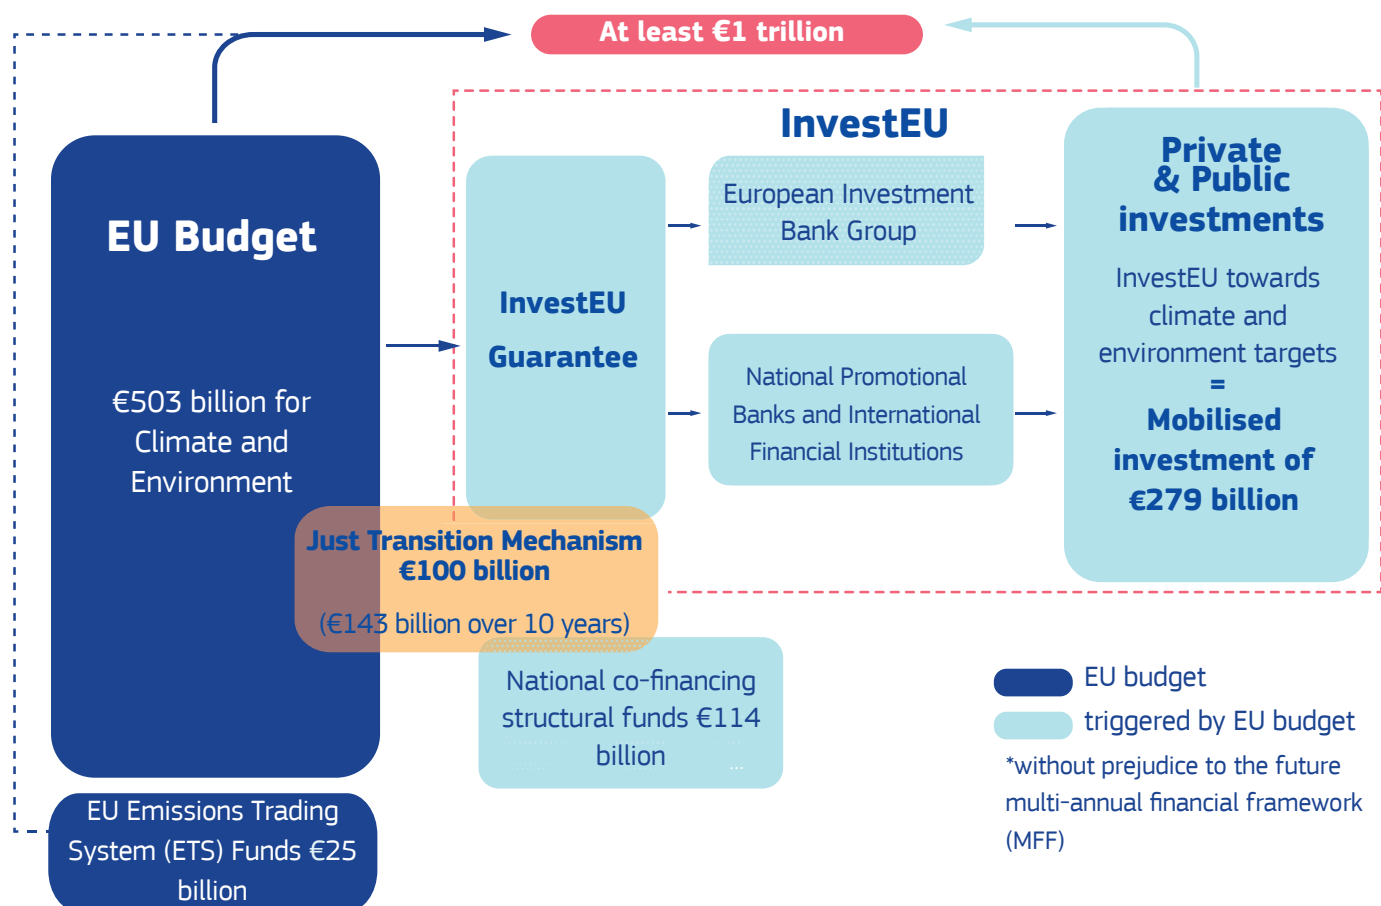 At least €1 trillion
EU Budget
€503 billion for
Climate and
Environment
InvestEU
InvestEU
Guarantee
European Investment
Bank Group
National Promotional
Banks and International
Financial Institutions
Private
& Public
investments
InvestEU towards
climate and
environment targets
=
Mobilised
investment of
€279 billion
Just Transition Mechanism
€100 billion
(€143 billion over 10 years)
National co-financing
structural funds €114
billion
...
EU Emissions Trading
System (ETS) Funds €25
billion
EU budget
triggered by EU budget
*without prejudice to the future
multi-annual financial framework
(MFF)